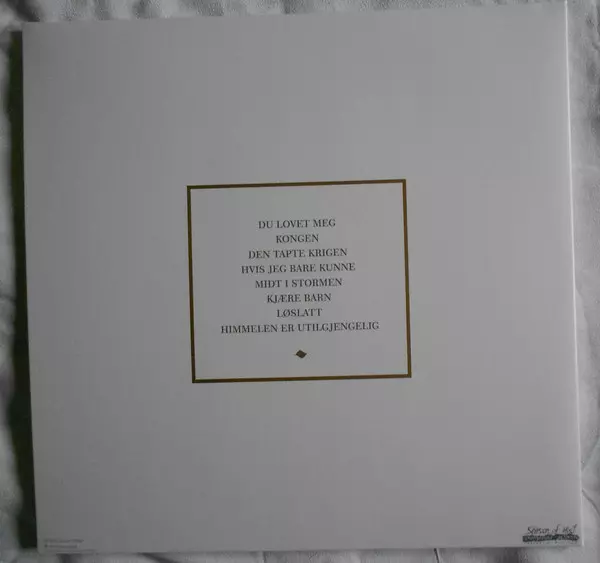 DU LOVET MEG
KONGEN
DEN TAPTE KRIGEN
HVIS JEG BARE KUNNE
MIDT I STORMEN
KJÆRE BARN
LØSLATT
HIMMELEN ER UTILGJENGELIG